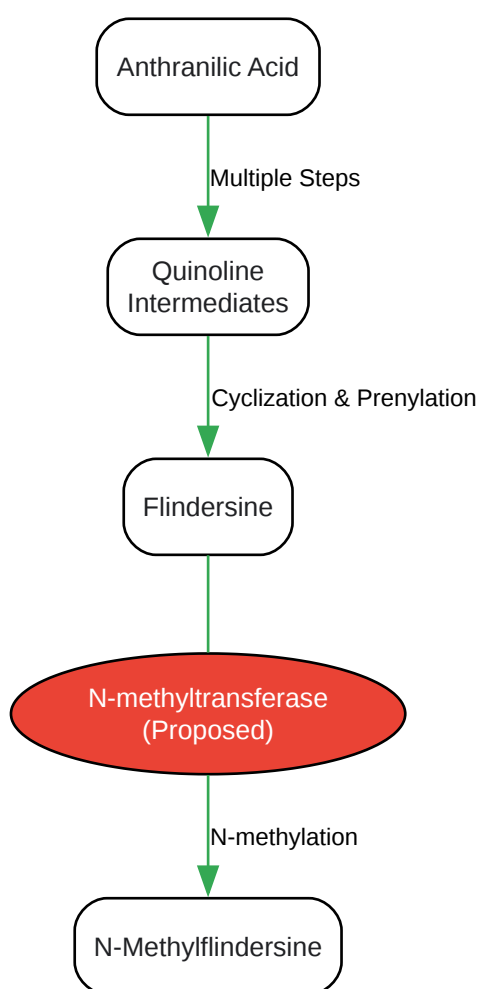 Anthranilic Acid
Multiple Steps
Quinoline
Intermediates
Cyclization & Prenylation
Flindersine
N-methyltransferase
(Proposed)
N-methylation
N-Methylflindersine